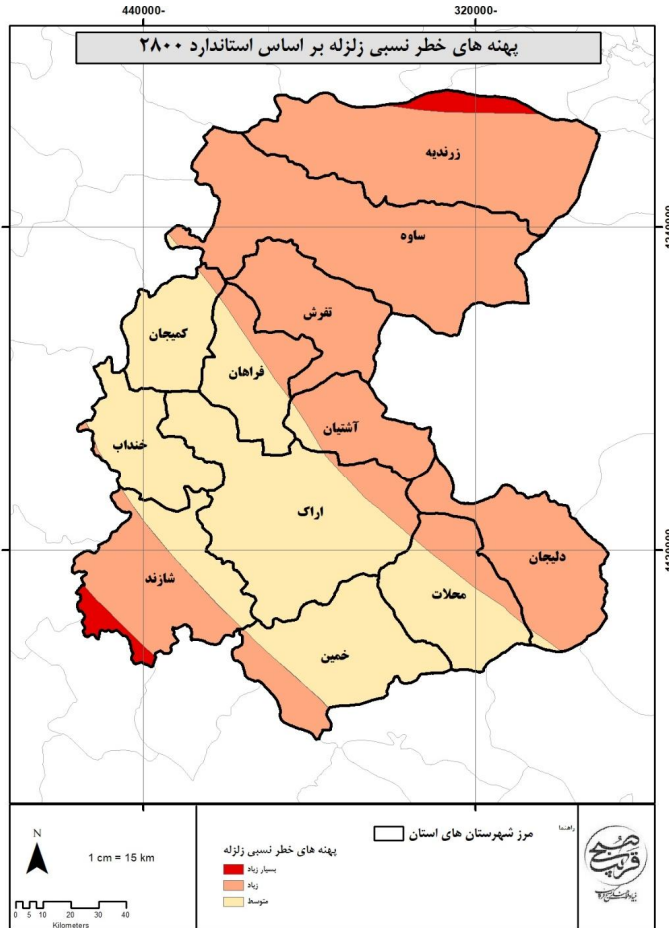 440000-
320000-
پهنه های خطر نسبی زلزله بر اساس استاندارد ۲۸۰۰
زرندیه
ساوه
تفرش
کمیجان
فراهان
آشتیان
خنداب
اراک
دلیجان
شازند
محلات
خمین
راهنما
مرز شهرستان های استان
پهنه های خطر نسبی زلزله
بسیار زیاد
زیاد
متوسط
N
1 cm = 15 km
0 5 10 20 30 40
Kilometers